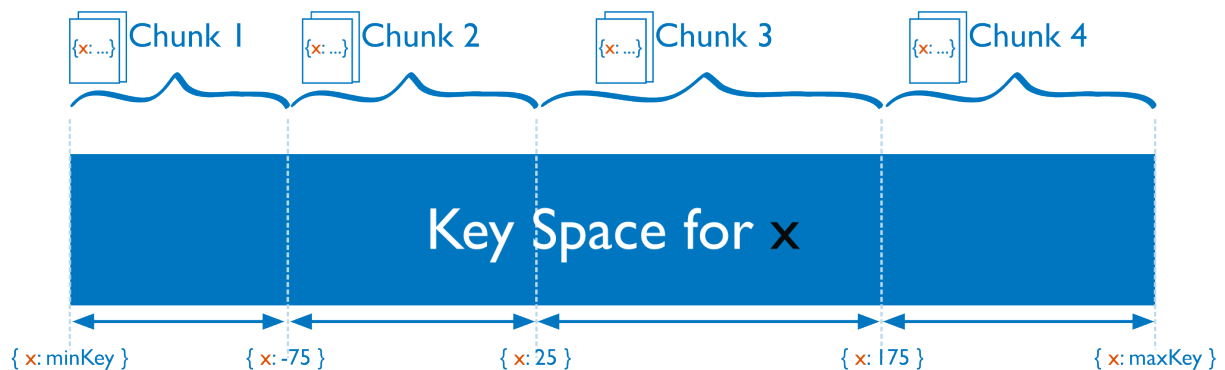 {x: ...} Chunk 1 {x: ...} Chunk 2 {x: ...} Chunk 3 {x: ...} Chunk 4
Key Space for x
{ x: minKey } { x: -75 } { x: 25 } { x: 175 } { x: maxKey }